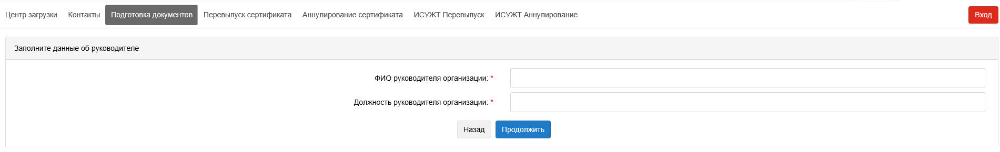 Центр загрузки Контакты Подготовка документов Перевыпуск сертификата Аннулирование сертификата ИСУЖТ Перевыпуск ИСУЖТ Аннулирование Вход
Заполните данные об руководителе
ФИО руководителя организации: *
Должность руководителя организации: *
Назад Продолжить